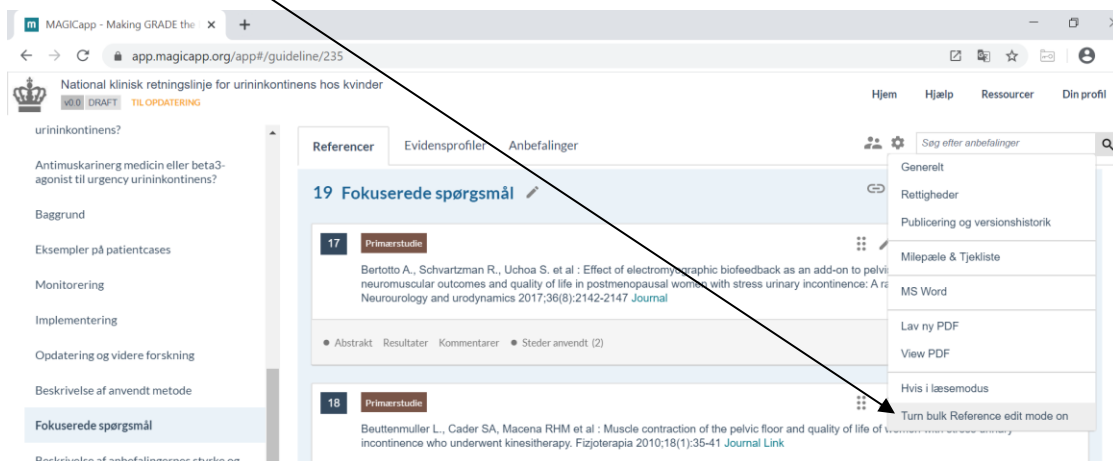 MAGICapp - Making GRADE the
app.magicapp.org/app#/guideline/235
National klinisk retningslinje for urininkontinens hos kvinder
v0.0 DRAFT TIL OPDATERING
Hjem Hjælp Ressourcer Din profil
urininkontinens?
Antimuskarinerg medicin eller beta3-
agonist til urgency urininkontinens?
Baggrund
Eksempler på patientcases
Monitorering
Implementering
Opdatering og videre forskning
Beskrivelse af anvendt metode
Fokuserede spørgsmål
Beskrivelse af anbefalingernes styrke og
Referencer Evidensprofiler Anbefalinger
Søg efter anbefalinger
19 Fokuserede spørgsmål
17 Primærstudie
Bertotto A., Schvartzman R., Uchoa S. et al : Effect of electromyographic biofeedback as an add-on to pelvi
neuromuscular outcomes and quality of life in postmenopausal women with stress urinary incontinence: A ra
Neurourology and urodynamics 2017;36(8):2142-2147 Journal
Abstrakt Resultater Kommentarer Steder anvendt (2)
18 Primærstudie
Beuttenmuller L., Cader SA, Macena RHM et al : Muscle contraction of the pelvic floor and quality of life of women with stress urinary
incontinence who underwent kinesitherapy. Fizjoterapia 2010;18(1):35-41 Journal Link
Generelt
Rettigheder
Publicering og versionshistorik
Milepæle & Tjekliste
MS Word
Lav ny PDF
View PDF
Hvis i læsemodus
Turn bulk Reference edit mode on